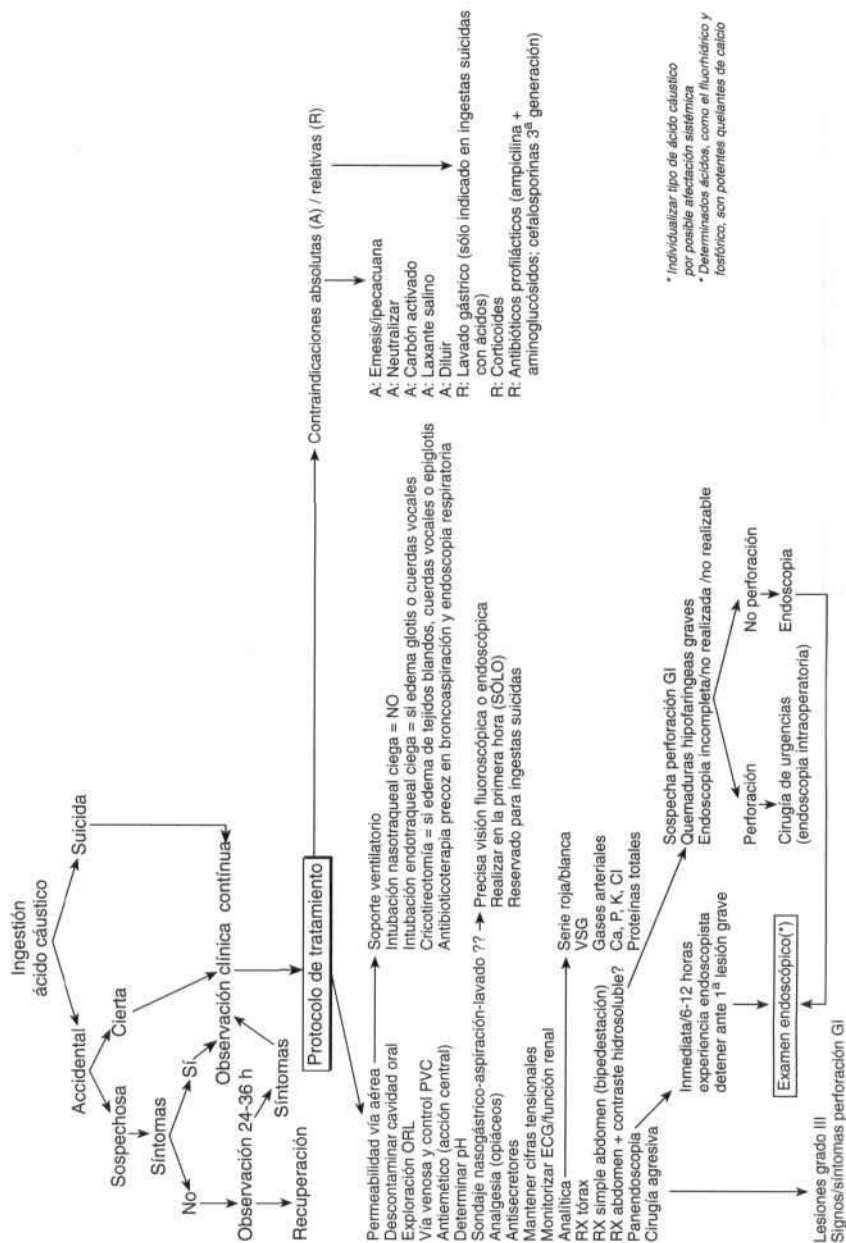 Ingestión
ácido cáustico
Accidental
Suicida
Sospechosa
Cierta
Síntomas
No
Sí
Observación 24-36 h
Observación clínica contínua
Síntomas
Recuperación
Protocolo de tratamiento
Permeabilidad vía aérea
Descontaminar cavidad oral
Exploración ORL
Vía venosa y control PVC
Antiemético (acción central)
Determinar pH
Sondaje nasogástrico-aspiración-lavado ??
Analgesia (opiáceos)
Antisecretores
Mantener cifras tensionales
Monitorizar ECG/función renal
Analítica
RX tórax
RX simple abdomen (bipedestación)
RX abdomen + contraste hidrosoluble?
Panendoscopia
Cirugía agresiva
Soporte ventilatorio
Intubación nasotraqueal ciega = NO
Intubación endotraqueal ciega = si edema glotis o cuerdas vocales
Cricotireotomía = si edema de tejidos blandos, cuerdas vocales o epiglotis
Antibioticoterapia precoz en broncoaspiración y endoscopia respiratoria
Precisa visión fluoroscópica o endoscópica
Realizar en la primera hora (SÓLO)
Reservado para ingestas suicidas
Serie roja/blanca
VSG
Gases arteriales
Ca, P, K, Cl
Proteínas totales
Sospecha perforación GI
Quemaduras hipofaríngeas graves
Endoscopia incompleta/no realizada /no realizable
Perforación
No perforación
Cirugía de urgencias
(endoscopia intraoperatoria)
Endoscopia
Inmediata/6-12 horas
experiencia endoscopista
detener ante 1ª lesión grave
Examen endoscópico(*)
Lesiones grado III
Signos/síntomas perforación GI
Contraindicaciones absolutas (A) / relativas (R)
A: Emesis/ipecacuana
A: Neutralizar
A: Carbón activado
A: Laxante salino
A: Diluir
R: Lavado gástrico (sólo indicado en ingestas suicidas
con ácidos)
R: Corticoides
R: Antibióticos profilácticos (ampicilina +
aminoglucósidos; cefalosporinas 3ª generación)
* Individualizar tipo de ácido cáustico
por posible afectación sistémica
* Determinados ácidos, como el fluorhídrico y
fosfórico, son potentes quelantes de calcio